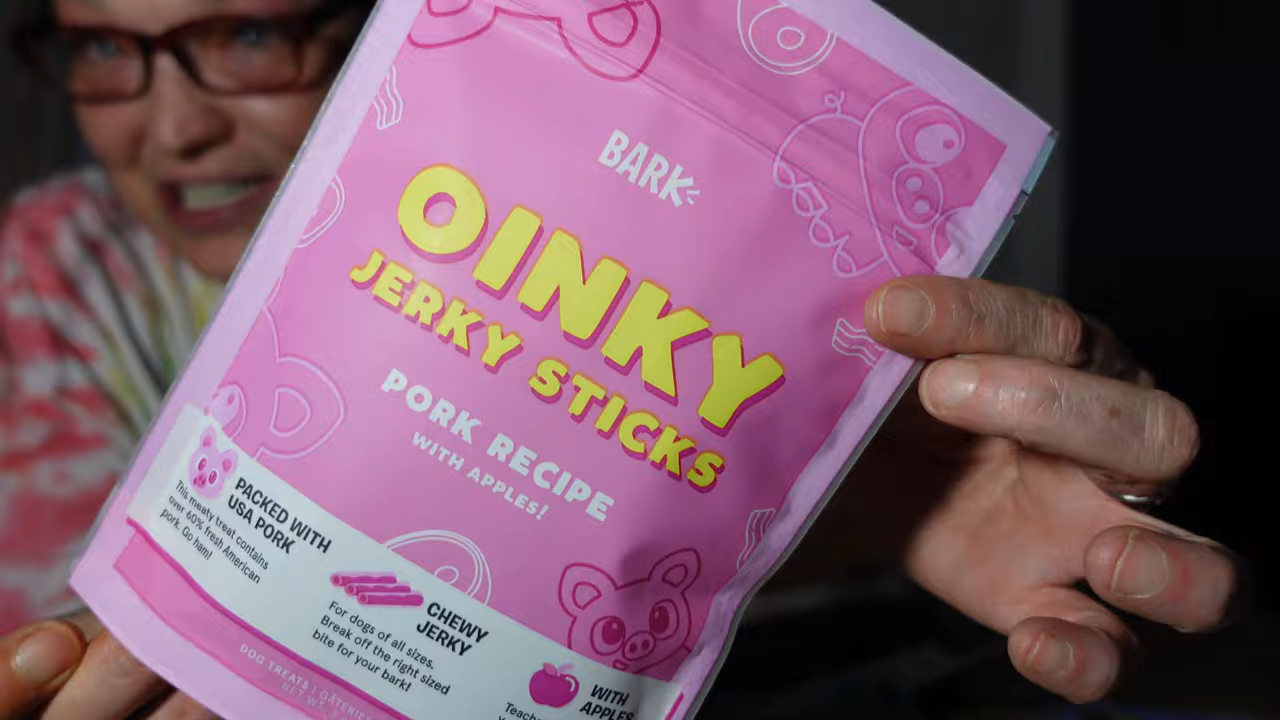 BARK
OINKY
JERKY STICKS
PORK RECIPE
WITH APPLES!
PACKED WITH
USA PORK
This meaty treat contains
over 60% fresh American
pork. Go ham!
CHEWY
JERKY
For dogs of all sizes.
Break off the right sized
bite for your bark!
WITH
APPLES
DOG TREATS | GÂTERIES
NET WT.